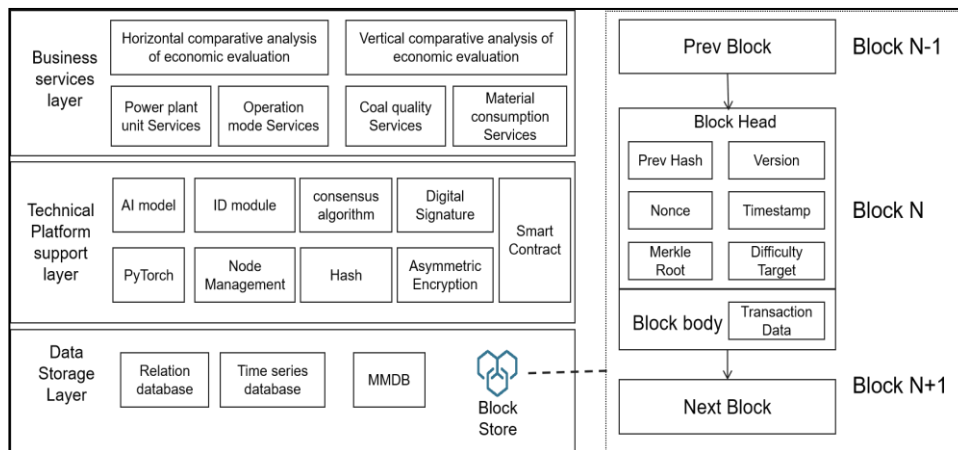 Business
services
layer
Horizontal comparative analysis
of economic evaluation
Vertical comparative analysis of
economic evaluation
Power plant
unit Services
Operation
mode Services
Coal quality
Services
Material
consumption
Services
Technical
Platform
support
layer
AI model
ID module
consensus
algorithm
Digital
Signature
Smart
Contract
PyTorch
Node
Management
Hash
Asymmetric
Encryption
Data
Storage
Layer
Relation
database
Time series
database
MMDB
Block
Store
Prev Block
Block N-1
Block Head
Prev Hash
Version
Nonce
Timestamp
Merkle
Root
Difficulty
Target
Block N
Block body
Transaction
Data
Next Block
Block N+1